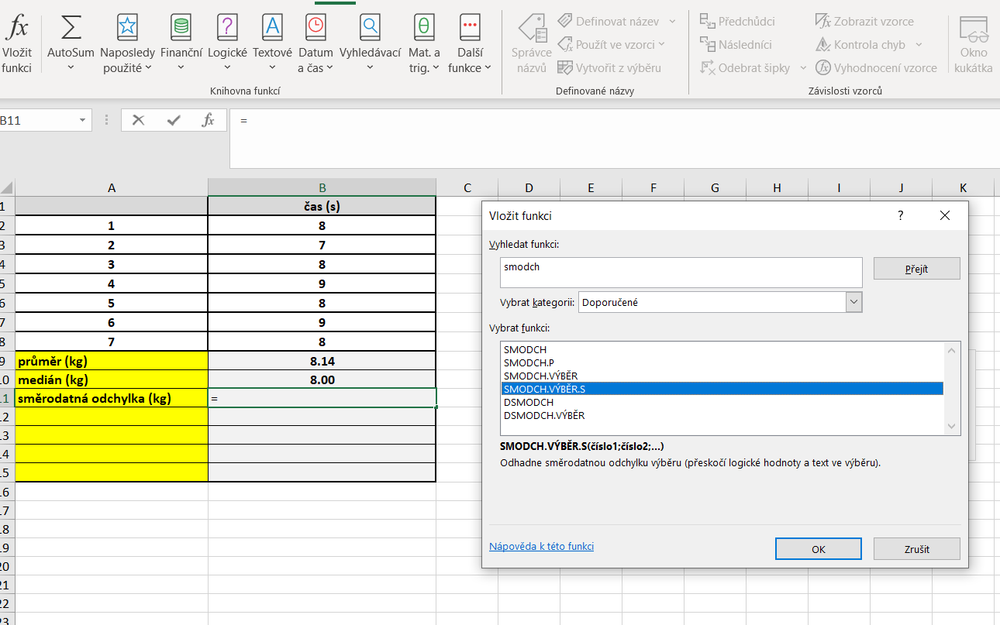 fx
Vložit
funkci
AutoSum
Naposledy
použité
Finanční
Logické
Textové
Datum
a čas
Vyhledávací
Mat. a
trig.
Další
funkce
Knihovna funkcí
Správce
názvů
Definovat název
Použít ve vzorci
Vytvořit z výběru
Definované názvy
Předchůdci
Následníci
Odebrat šipky
Zobrazit vzorce
Kontrola chyb
Vyhodnocení vzorce
Závislosti vzorců
Okno
kukátka
B11 fx =
A B C D E F G H I J K
1 čas (s)
2 1 8
3 2 7
4 3 8
5 4 9
6 5 8
7 6 9
8 7 8
9 průměr (kg) 8.14
10 medián (kg) 8.00
11 směrodatná odchylka (kg) =
12
13
14
15
16
17
18
19
20
21
22
23
Vložit funkci ?
Vyhledat funkci:
smodch
Přejít
Vybrat kategorii: Doporučené
Vybrat funkci:
SMODCH
SMODCH.P
SMODCH.VÝBĚR
SMODCH.VÝBĚR.S
DSMODCH
DSMODCH.VÝBĚR
SMODCH.VÝBĚR.S(číslo1;číslo2;...)
Odhadne směrodatnou odchylku výběru (přeskočí logické hodnoty a text ve výběru).
Nápověda k této funkci
OK
Zrušit